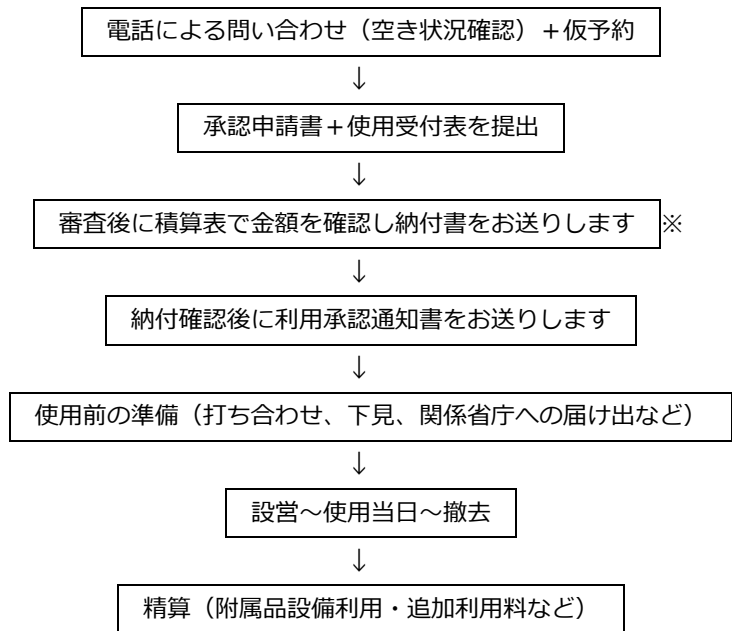 電話による問い合わせ（空き状況確認）＋仮予約
↓
承認申請書＋使用受付表を提出
↓
審査後に積算表で金額を確認し納付書をお送りします ※
↓
納付確認後に利用承認通知書をお送りします
↓
使用前の準備（打ち合わせ、下見、関係省庁への届け出など）
↓
設営～使用当日～撤去
↓
精算（附属品設備利用・追加利用料など）